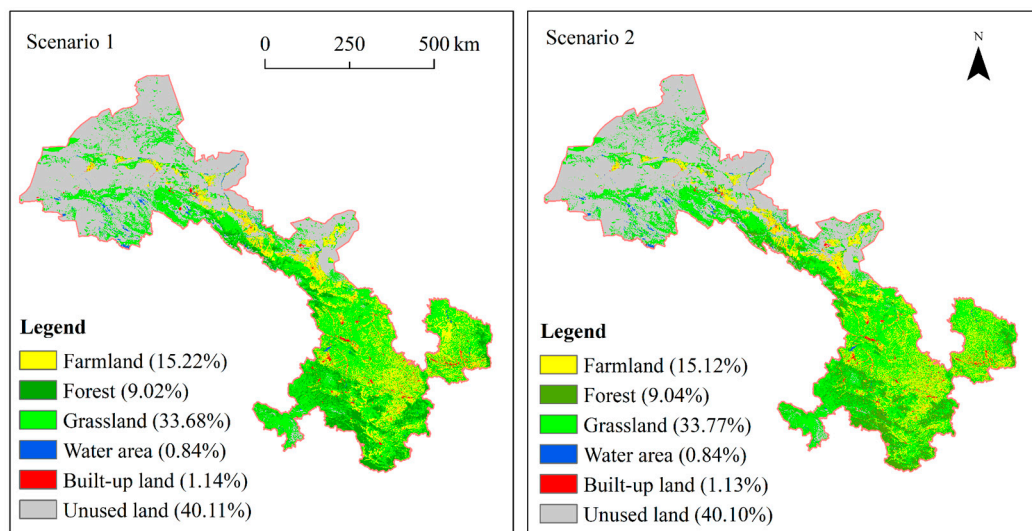 Scenario 1
0 250 500 km
Legend
Farmland (15.22%)
Forest (9.02%)
Grassland (33.68%)
Water area (0.84%)
Built-up land (1.14%)
Unused land (40.11%)
Scenario 2
N
Legend
Farmland (15.12%)
Forest (9.04%)
Grassland (33.77%)
Water area (0.84%)
Built-up land (1.13%)
Unused land (40.10%)